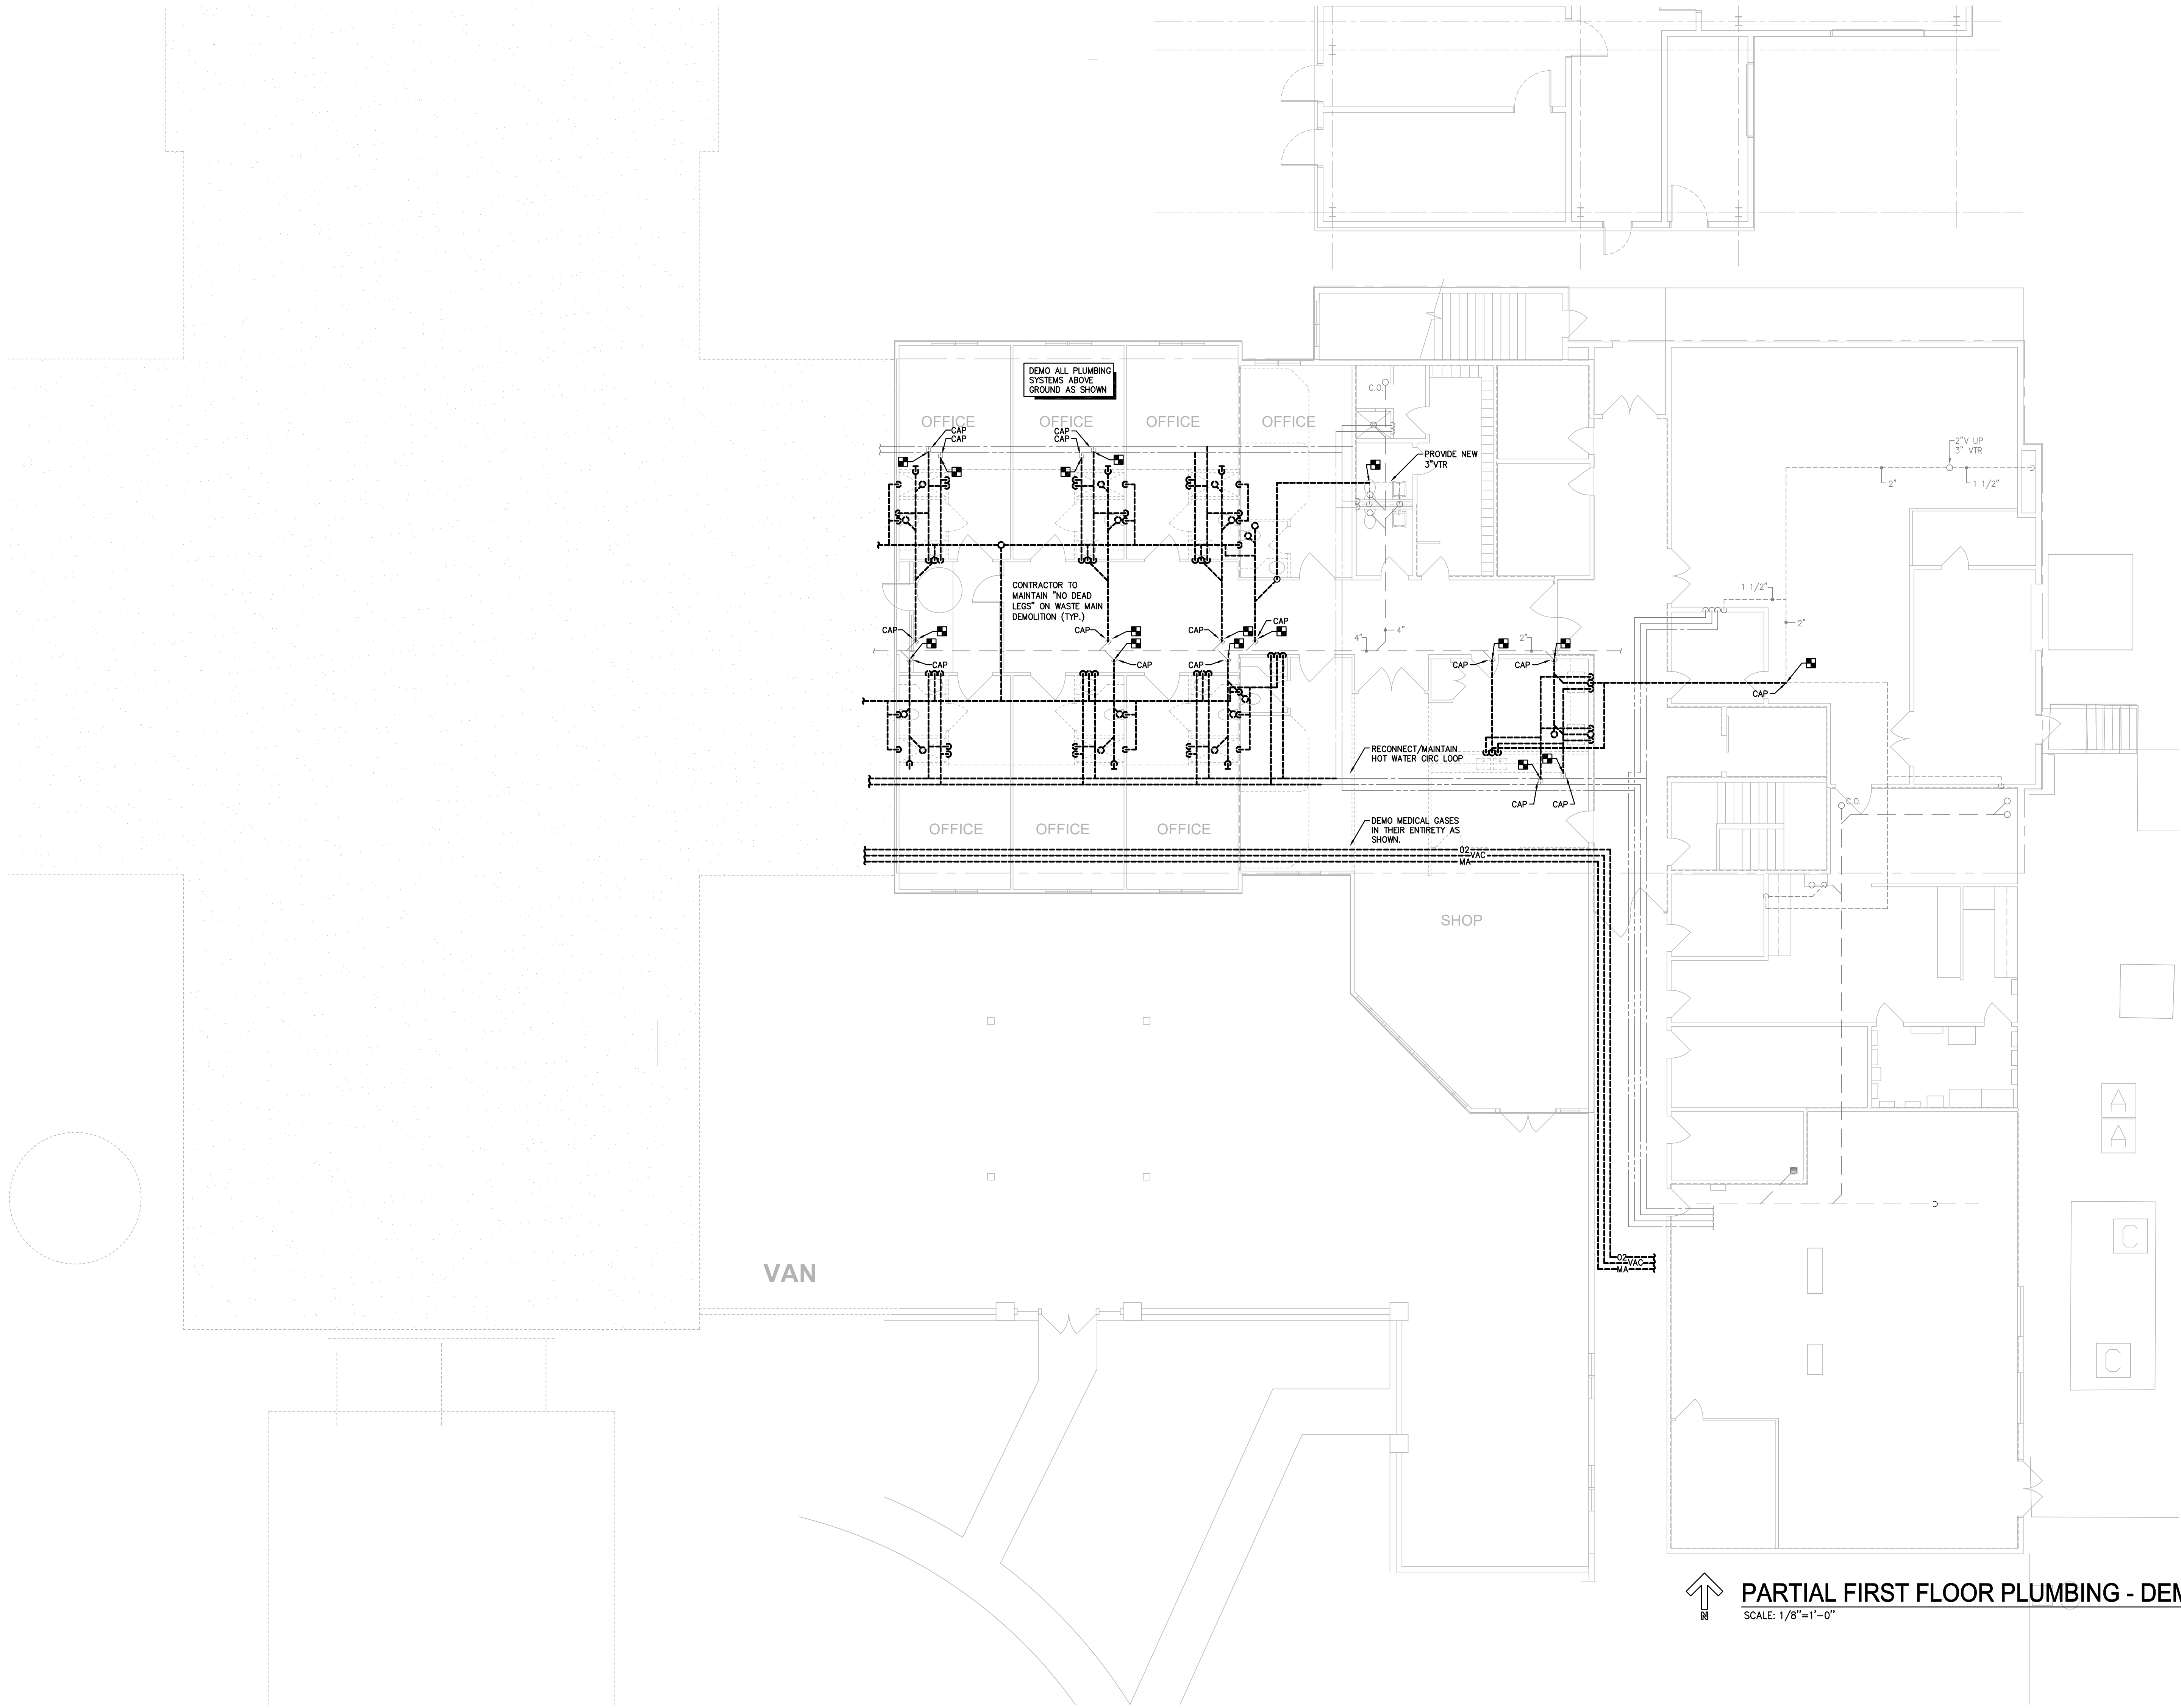 DEMO ALL PLUMBING
SYSTEMS ABOVE
GROUND AS SHOWN
OFFICE
OFFICE
OFFICE
OFFICE
C.O.
CAP
CAP
CAP
CAP
PROVIDE NEW
3"VTR
2"V UP
3" VTR
2"
1 1/2"
CONTRACTOR TO
MAINTAIN "NO DEAD
LEGS" ON WASTE MAIN
DEMOLITION (TYP.)
1 1/2"
2"
CAP
CAP
CAP
CAP
4"
4"
2"
CAP
CAP
CAP
CAP
CAP
CAP
RECONNECT/MAINTAIN
HOT WATER CIRC LOOP
CAP
CAP
C.O.
DEMO MEDICAL GASES
IN THEIR ENTIRETY AS
SHOWN.
OFFICE
OFFICE
OFFICE
O2
VAC
MA
SHOP
A
A
C
C
O2
VAC
MA
VAN
N
PARTIAL FIRST FLOOR PLUMBING - DEM
SCALE: 1/8"=1'-0"